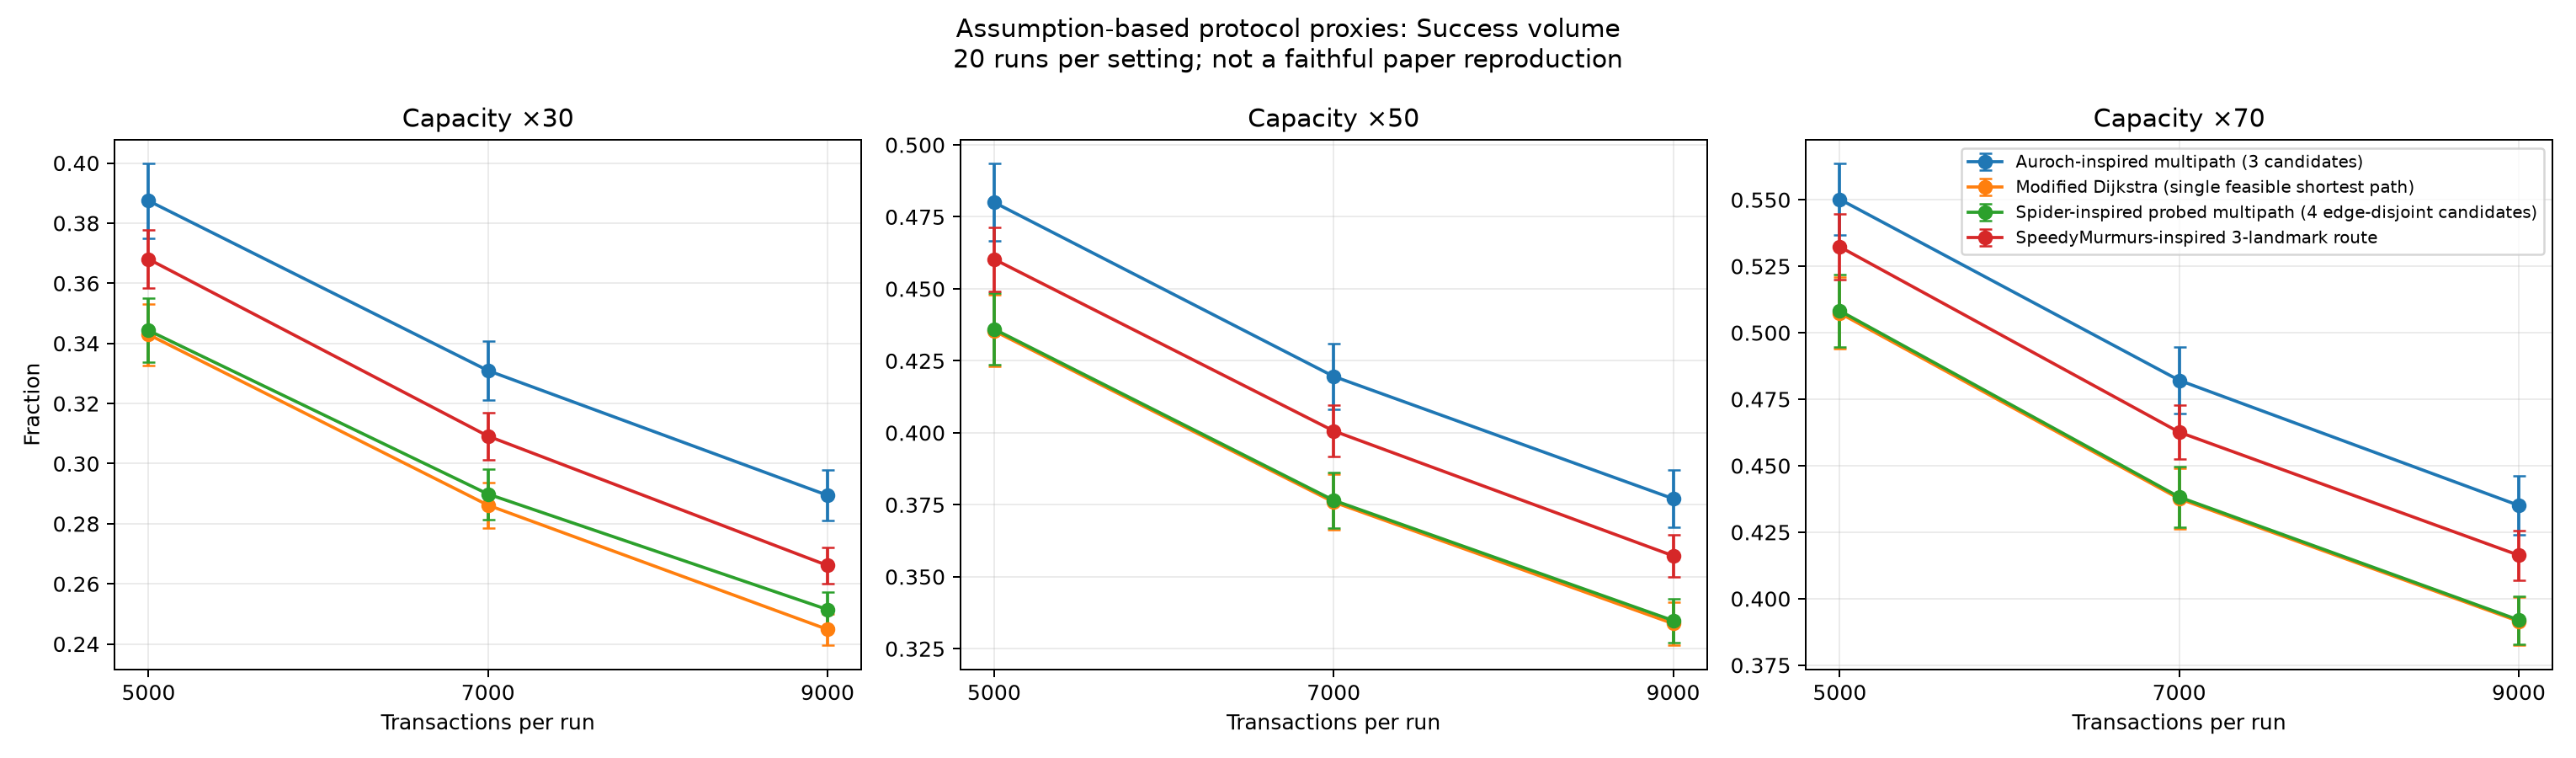 Assumption-based protocol proxies: Success volume
20 runs per setting; not a faithful paper reproduction
Capacity ×30
Fraction
0.40
0.38
0.36
0.34
0.32
0.30
0.28
0.26
0.24
5000
7000
9000
Transactions per run
Capacity ×50
0.500
0.475
0.450
0.425
0.400
0.375
0.350
0.325
5000
7000
9000
Transactions per run
Capacity ×70
Auroch-inspired multipath (3 candidates)
Modified Dijkstra (single feasible shortest path)
Spider-inspired probed multipath (4 edge-disjoint candidates)
SpeedyMurmurs-inspired 3-landmark route
0.550
0.525
0.500
0.475
0.450
0.425
0.400
0.375
5000
7000
9000
Transactions per run